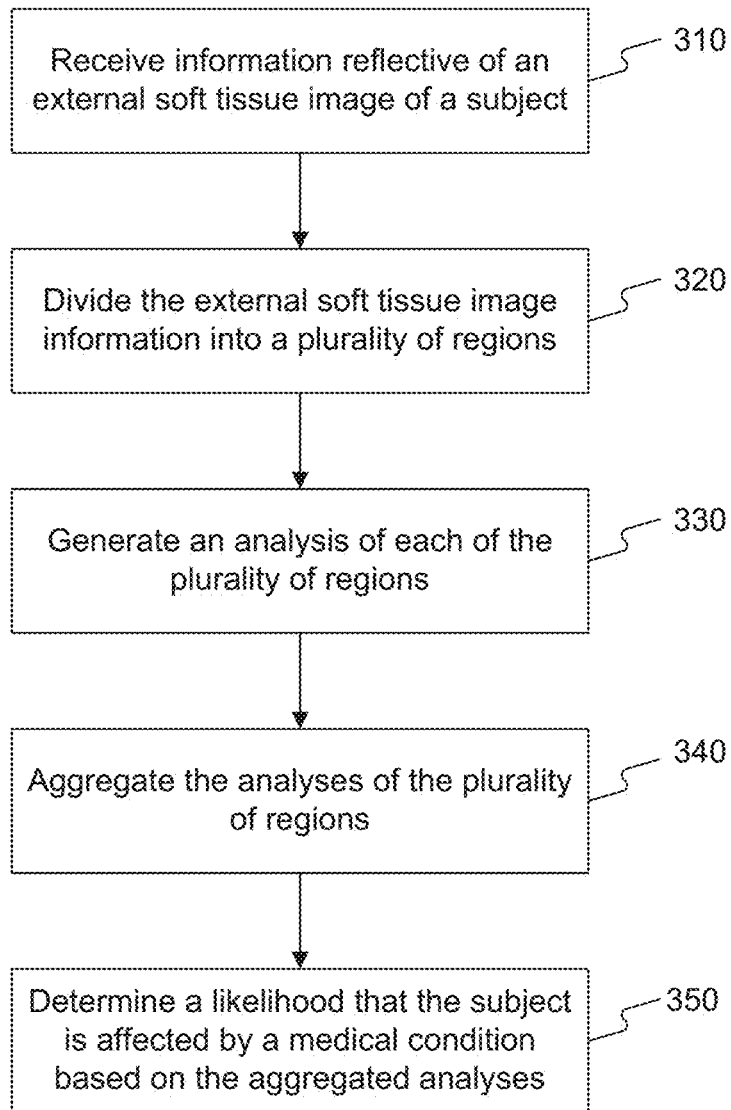 Receive information reflective of an
external soft tissue image of a subject
310
Divide the external soft tissue image
information into a plurality of regions
320
Generate an analysis of each of the
plurality of regions
330
Aggregate the analyses of the plurality
of regions
340
Determine a likelihood that the subject
is affected by a medical condition
based on the aggregated analyses
350